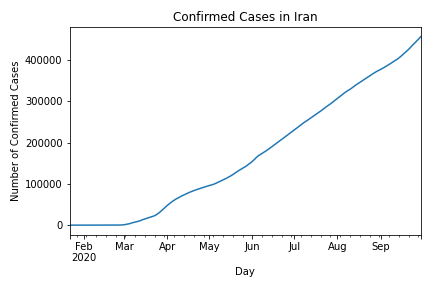 Confirmed Cases in Iran
Number of Confirmed Cases
400000
300000
200000
100000
0
Feb Mar Apr May Jun Jul Aug Sep
2020
Day